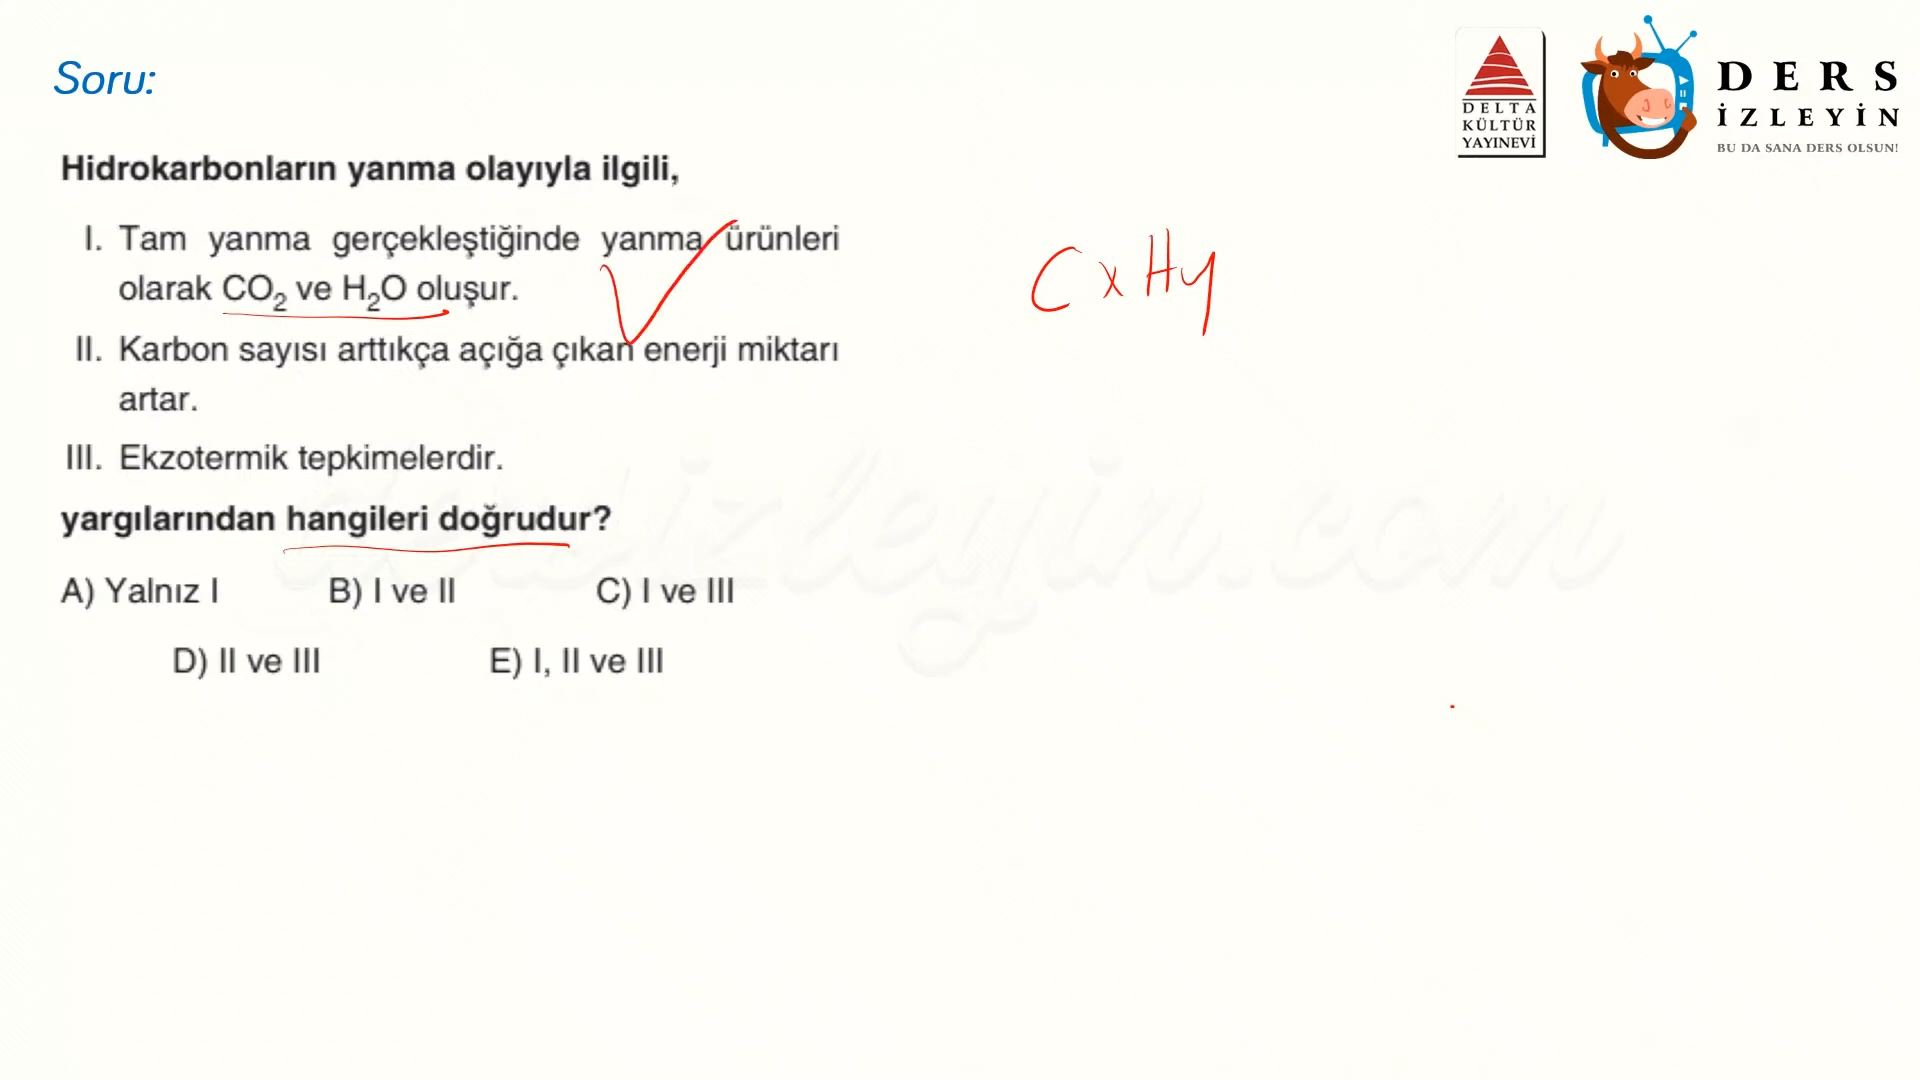 Soru:
DELTA
KÜLTÜR
YAYINEVİ
DERS
İZLEYİN
BU DA SANA DERS OLSUN!
Hidrokarbonların yanma olayıyla ilgili,
I. Tam yanma gerçekleştiğinde yanma ürünleri
olarak CO₂ ve H₂O oluşur.
II. Karbon sayısı arttıkça açığa çıkan enerji miktarı
artar.
III. Ekzotermik tepkimelerdir.
yargılarından hangileri doğrudur?
A) Yalnız I B) I ve II C) I ve III
D) II ve III E) I, II ve III
CxHy
dersizleyin.com